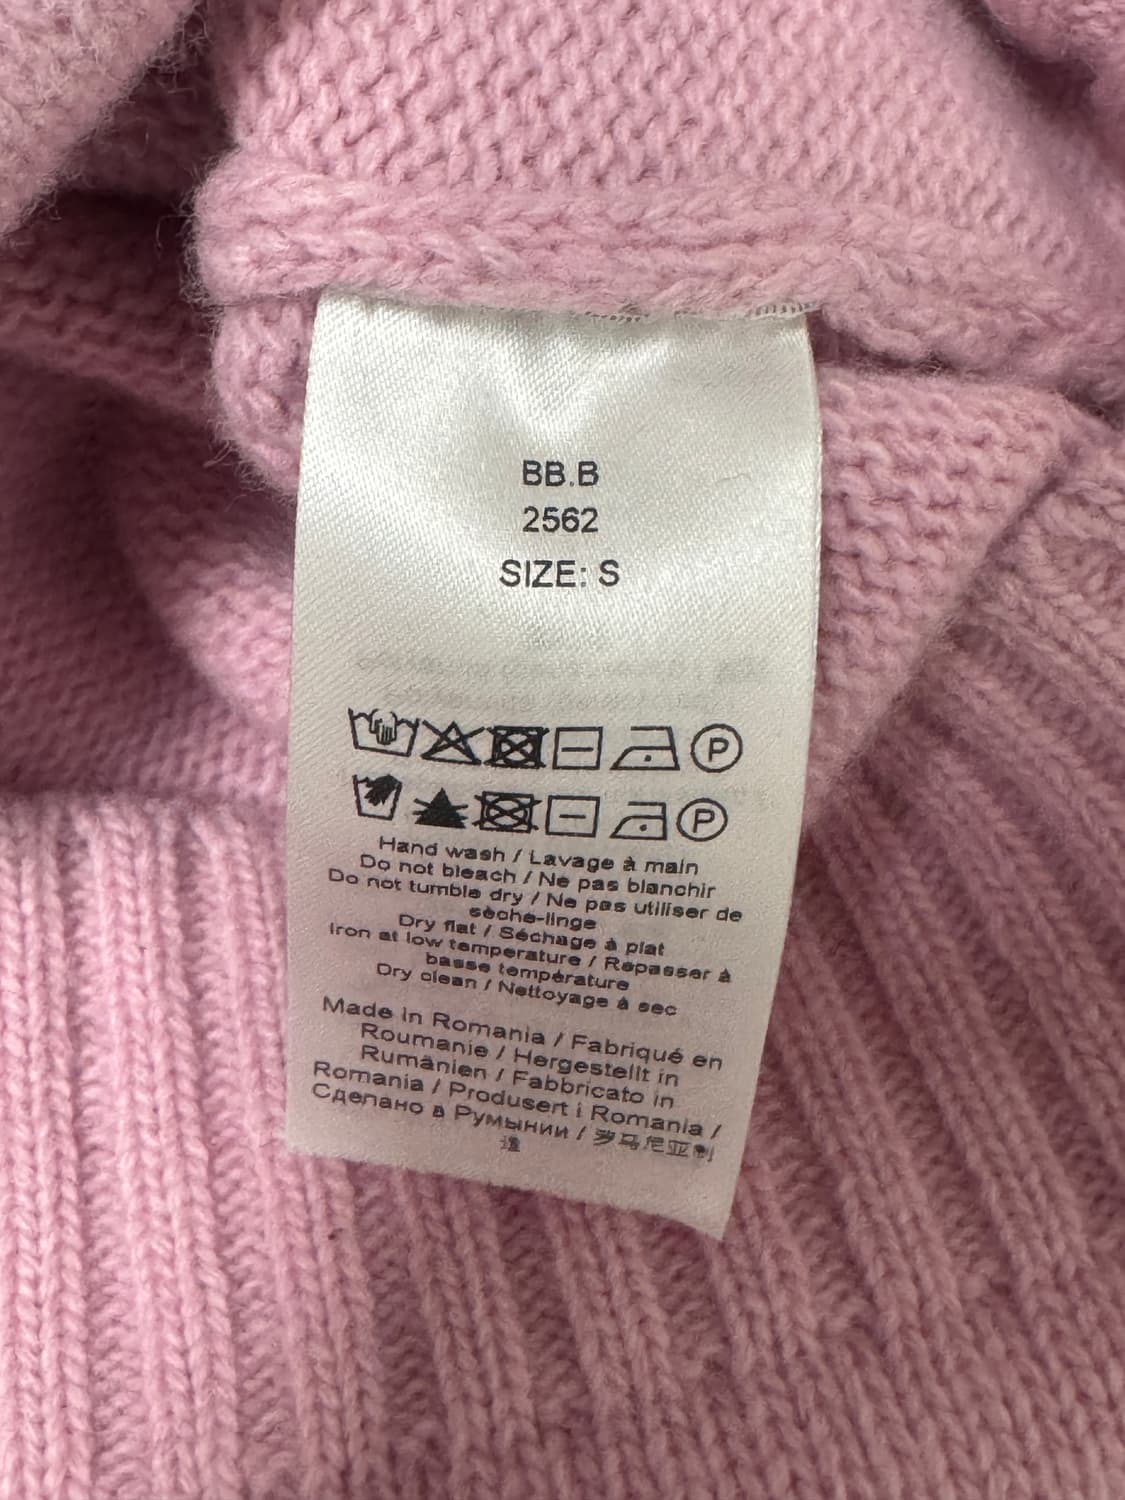 BB.B
2562
SIZE: S
P
P
Hand wash / Lavage à main
Do not bleach / Ne pas blanchir
Do not tumble dry / Ne pas utiliser de
sèche-linge
Dry flat / Séchage à plat
Iron at low temperature / Repasser à
basse température
Dry clean / Nettoyage à sec
Made in Romania / Fabriqué en
Roumanie / Hergestellt in
Rumänien / Fabbricato in
Romania / Produsert i Romania /
Сделано в Румынии / 罗马尼亚制
造